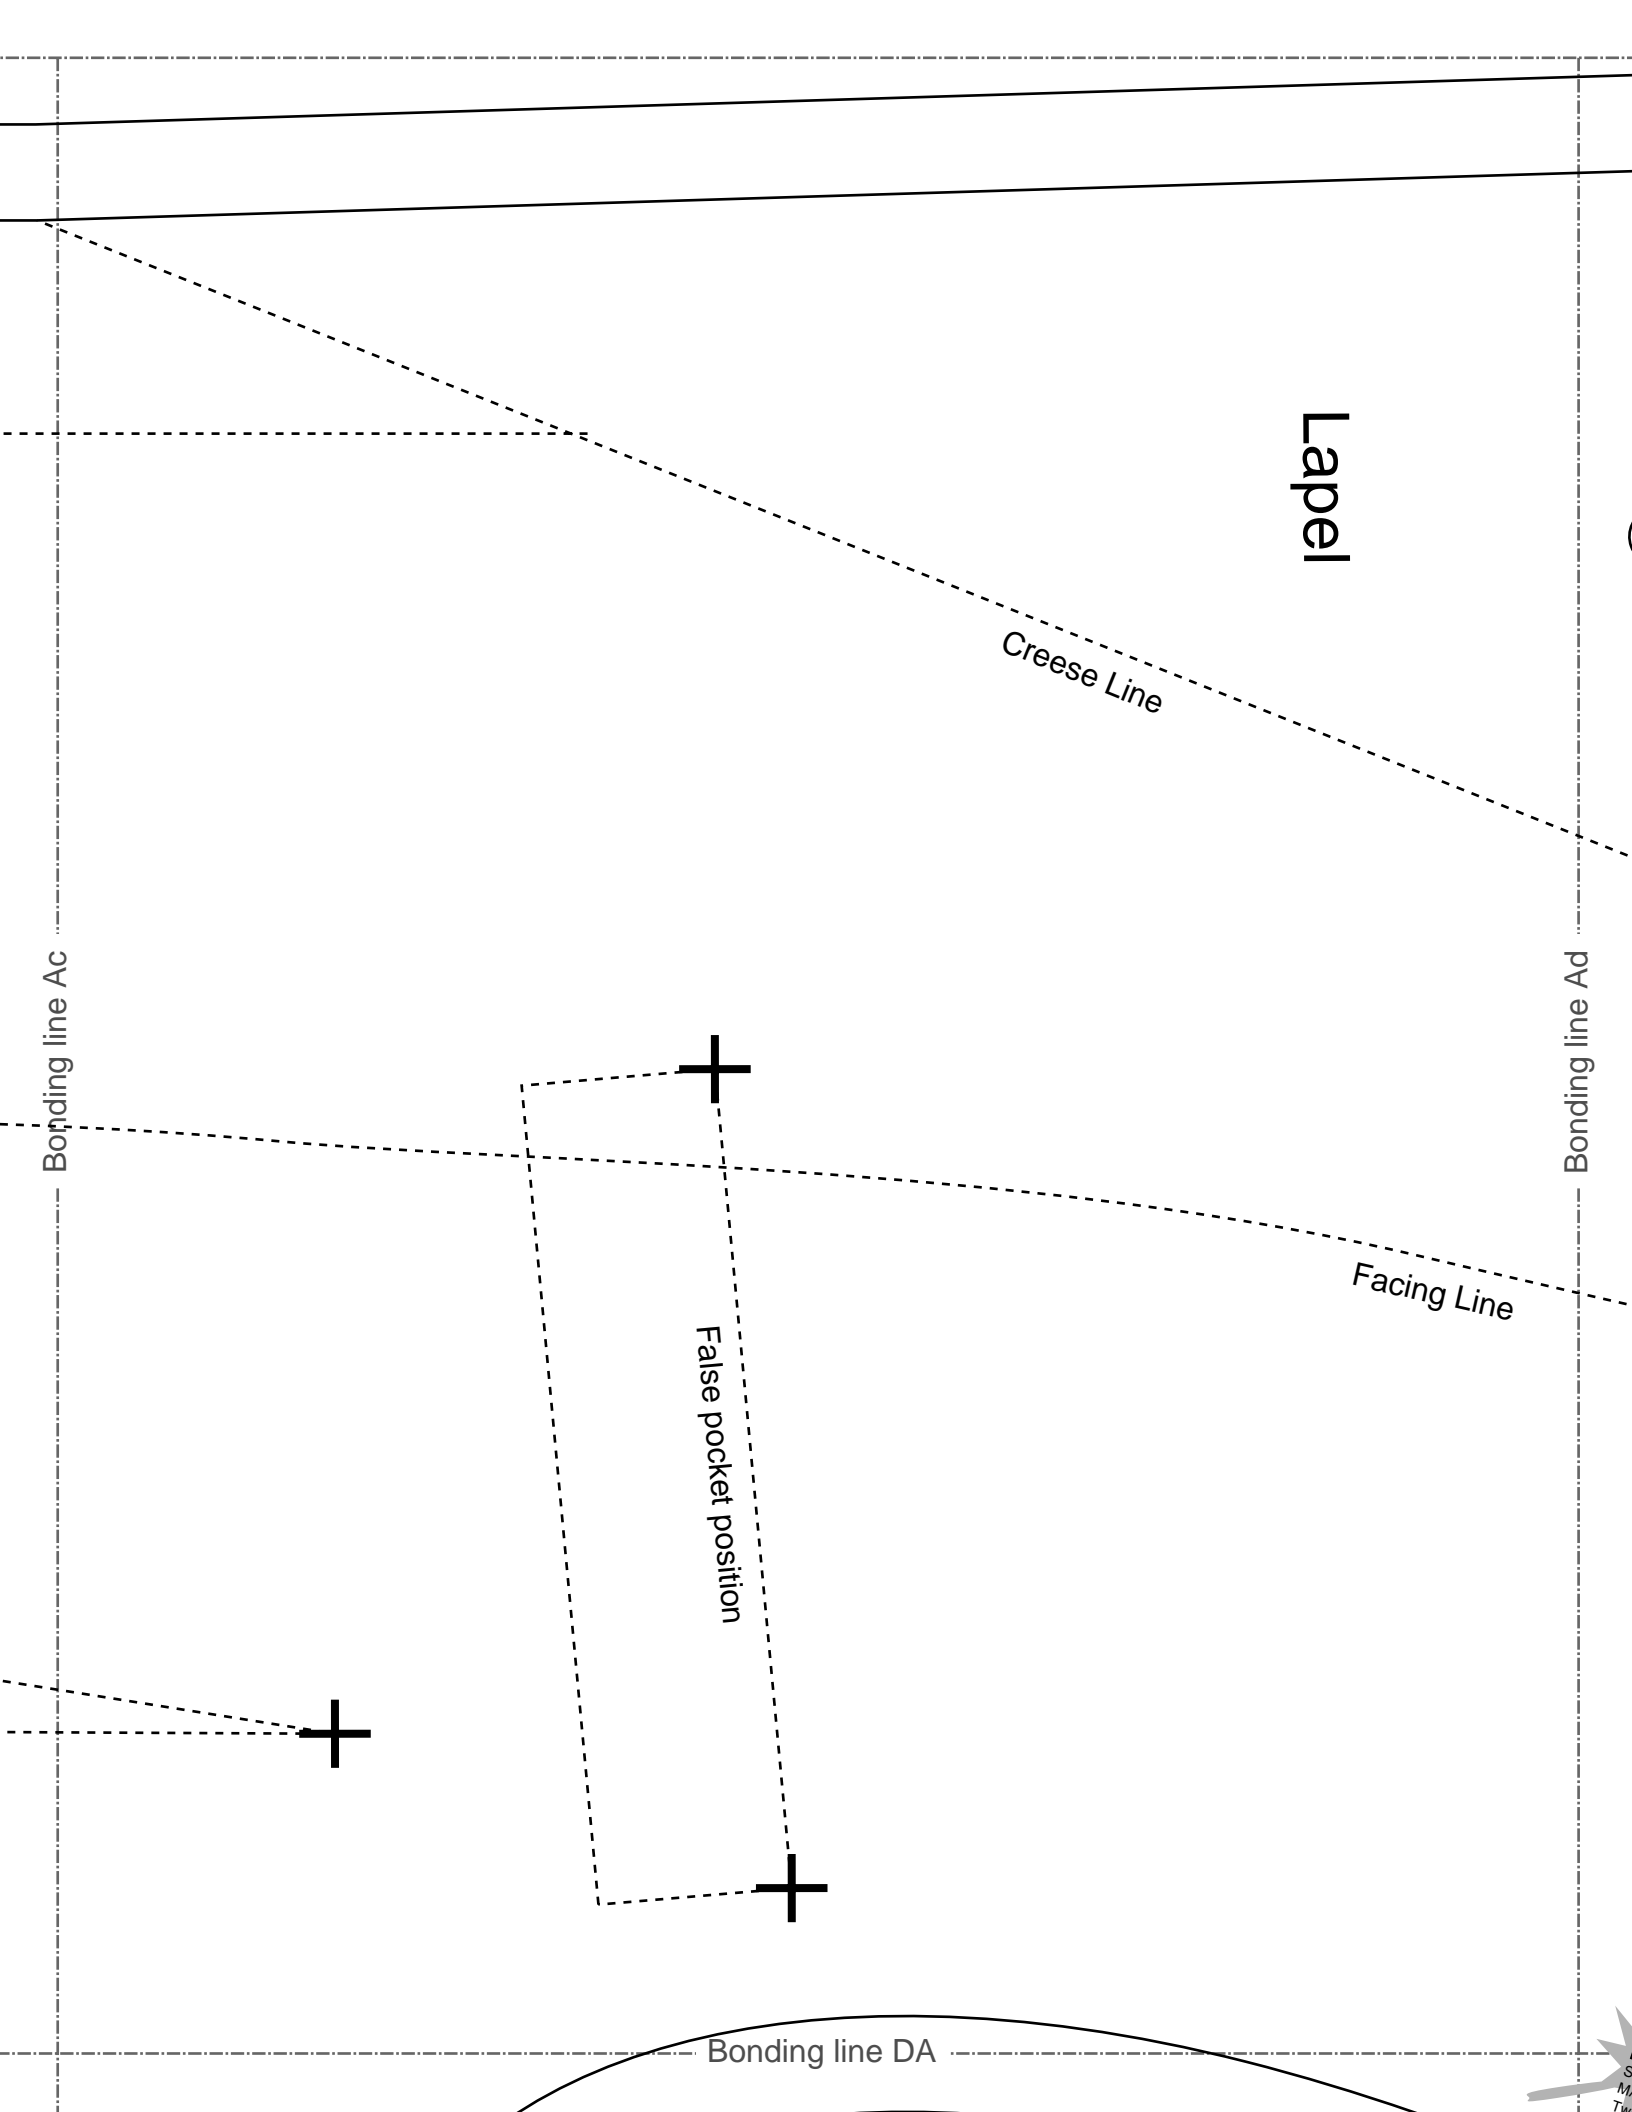 Lapel
Creese Line
Bonding line Ac
Bonding line Ad
Facing Line
False pocket position
Bonding line DA